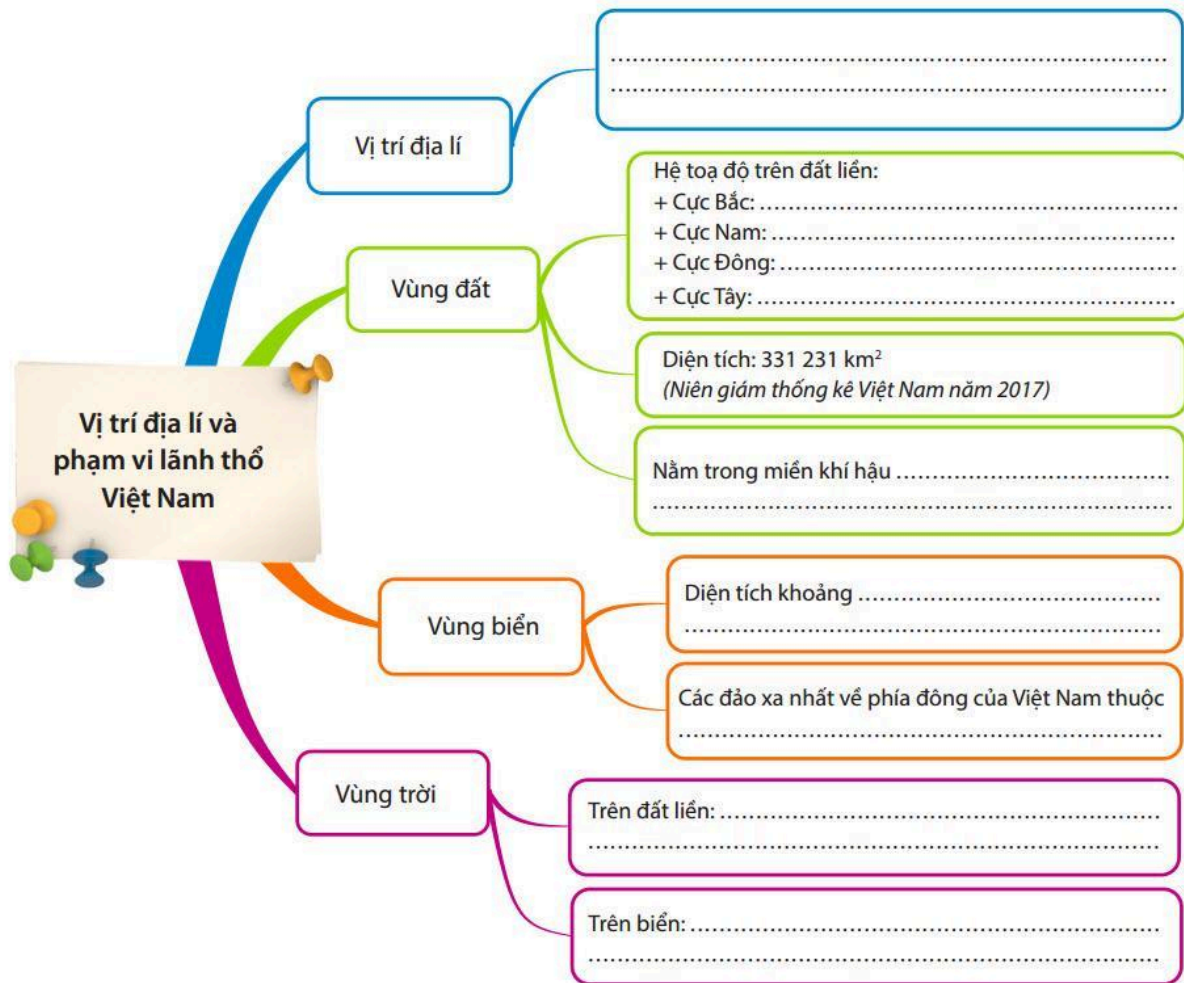 Vị trí địa lí và
phạm vi lãnh thổ
Việt Nam
Vị trí địa lí
................................................................................
................................................................................
Vùng đất
Hệ toạ độ trên đất liền:
+ Cực Bắc: ............................................................
+ Cực Nam: .........................................................
+ Cực Đông: ........................................................
+ Cực Tây: ............................................................
Diện tích: 331 231 km²
(Niên giám thống kê Việt Nam năm 2017)
Nằm trong miền khí hậu ......................................
...........................................................................
Vùng biển
Diện tích khoảng ...........................................
...................................................................
Các đảo xa nhất về phía đông của Việt Nam thuộc
...................................................................
Vùng trời
Trên đất liền: ...............................................................
.................................................................................
Trên biển: ...................................................................
.................................................................................